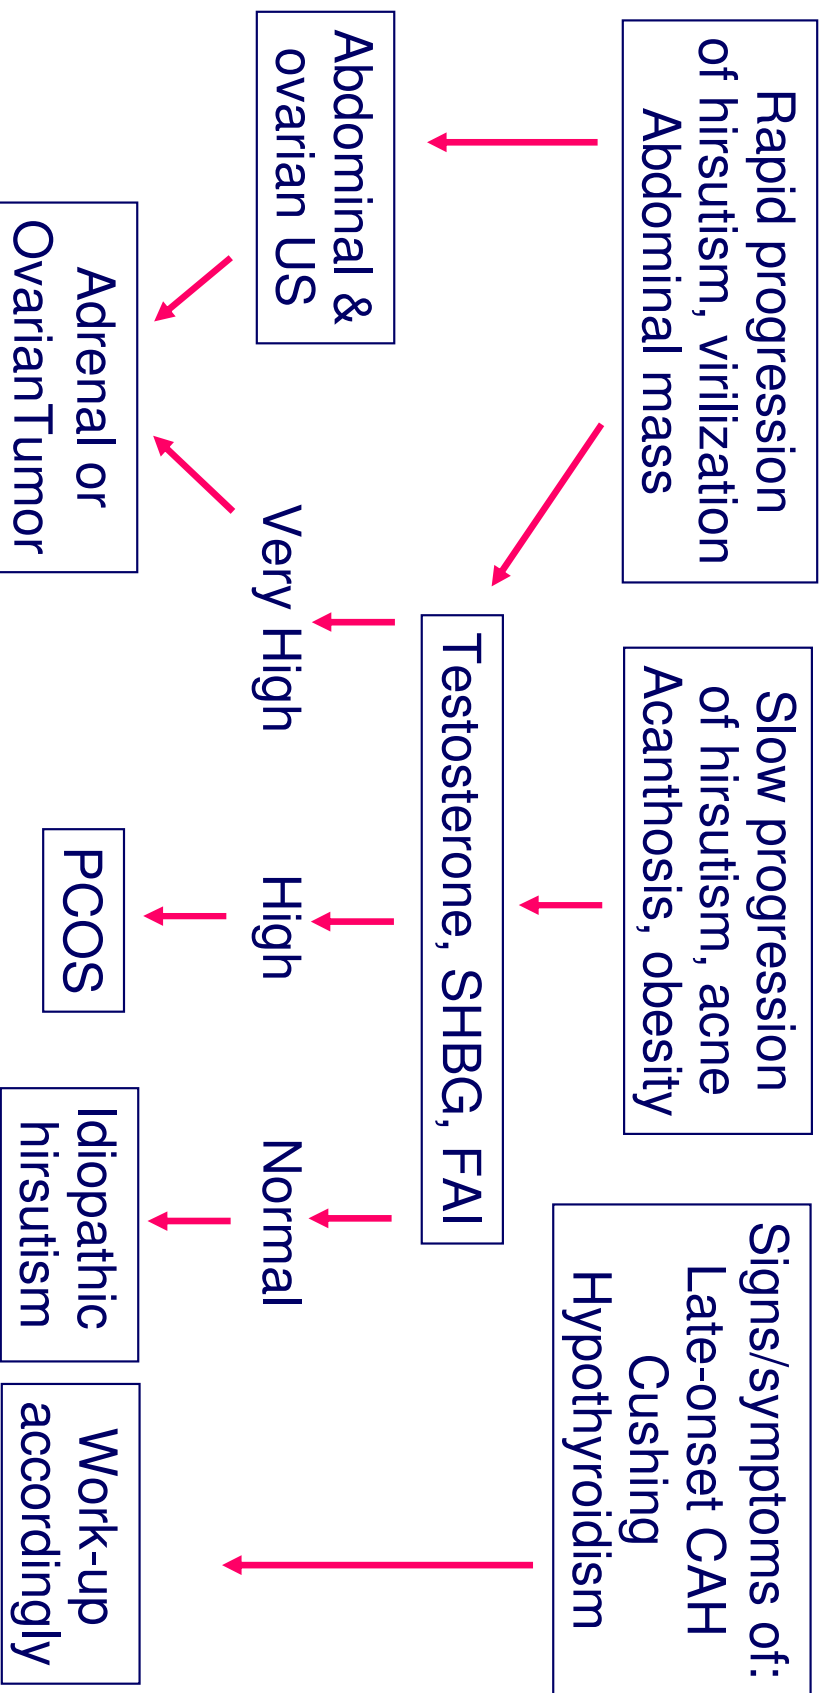 Rapid progression
of hirsutism, virilization
Abdominal mass
Slow progression
of hirsutism, acne
Acanthosis, obesity
Signs/symptoms of:
Late-onset CAH
Cushing
Hypothyroidism
Testosterone, SHBG, FAI
Abdominal &
ovarian US
Very High
High
Normal
Adrenal or
OvarianTumor
PCOS
Idiopathic
hirsutism
Work-up
accordingly